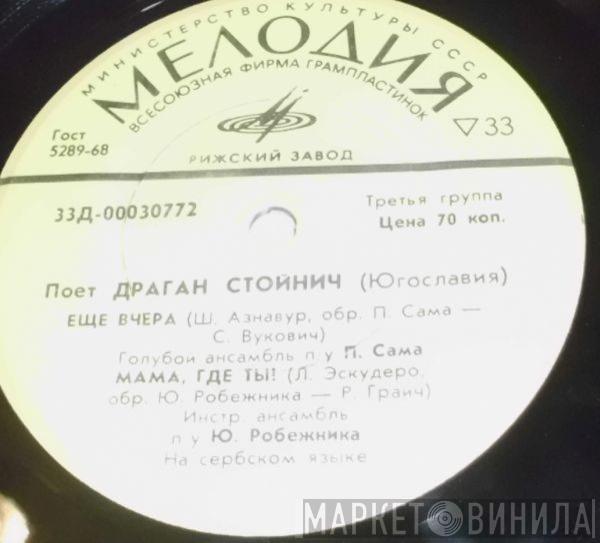 МИНИСТЕРСТВО КУЛЬТУРЫ СССР
МЕЛОДИЯ
ВСЕСОЮЗНАЯ ФИРМА ГРАМПЛАСТИНОК
Гост
5289-68
33
РИЖСКИЙ ЗАВОД
33Д-00030772
Третья группа
Цена 70 коп.
Поет ДРАГАН СТОЙНИЧ (Югославия)
ЕЩЕ ВЧЕРА (Ш. Азнавур, обр. П. Сама —
С. Вукович)
Голубой ансамбль п/у П. Сама
МАМА, ГДЕ ТЫ! (Л. Эскудеро,
обр. Ю. Робежника — Р. Граич)
Инстр. ансамбль
п/у Ю. Робежника
На сербском языке
МАРКЕТ ВИНИЛА